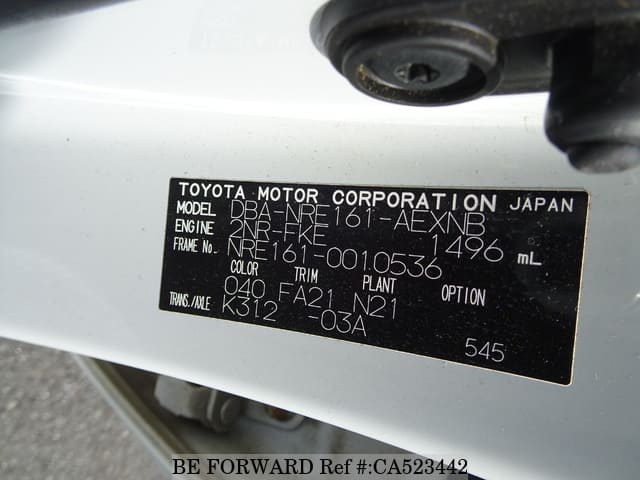 TOYOTA MOTOR CORPORATION JAPAN
MODEL DBA-NRE161-AEXNB
ENGINE 2NR-FKE 1496 mL
FRAME No. NRE161-0010536
COLOR TRIM PLANT OPTION
040 FA21 N21
TRANS./AXLE K312 -03A
545
BE FORWARD Ref #:CA523442